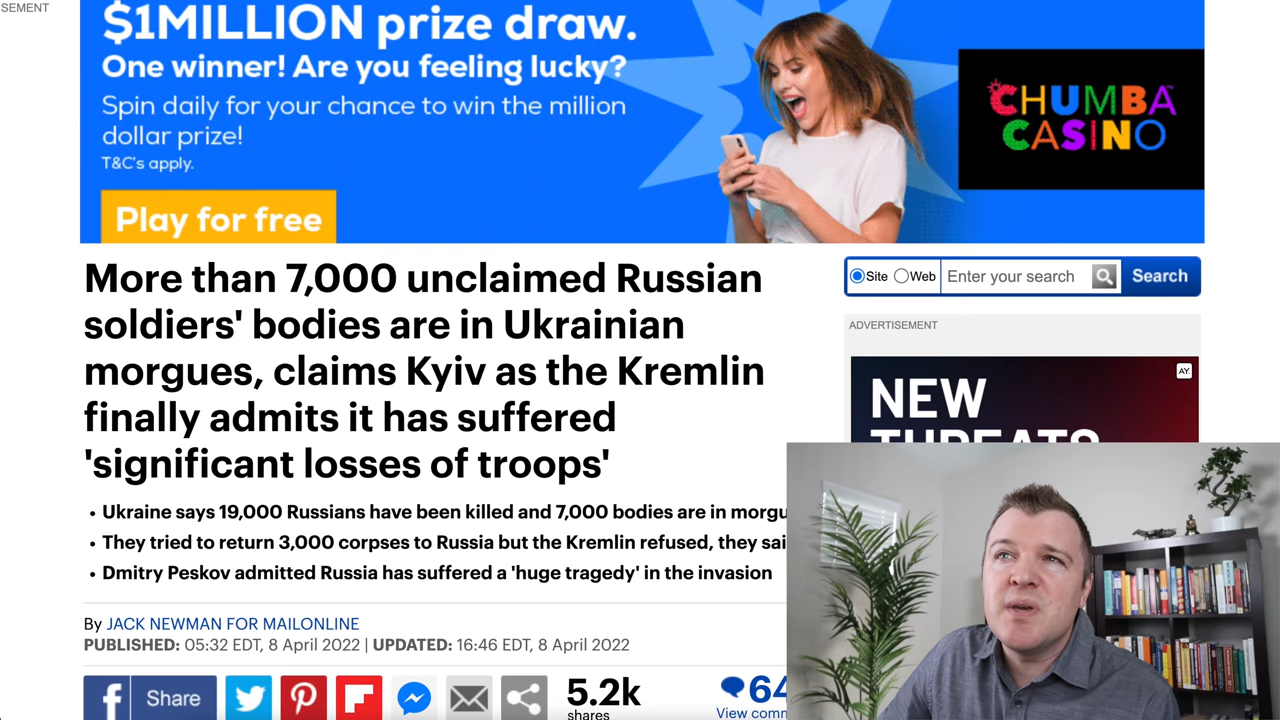 SEMENT
$1MILLION prize draw.
One winner! Are you feeling lucky?
Spin daily for your chance to win the million
dollar prize!
T&C's apply.
Play for free
CHUMBA
CASINO
More than 7,000 unclaimed Russian
soldiers' bodies are in Ukrainian
morgues, claims Kyiv as the Kremlin
finally admits it has suffered
'significant losses of troops'
• Ukraine says 19,000 Russians have been killed and 7,000 bodies are in morgu
• They tried to return 3,000 corpses to Russia but the Kremlin refused, they sai
• Dmitry Peskov admitted Russia has suffered a 'huge tragedy' in the invasion
By JACK NEWMAN FOR MAILONLINE
PUBLISHED: 05:32 EDT, 8 April 2022 | UPDATED: 16:46 EDT, 8 April 2022
Share
5.2k
shares
64
View comm
Site Web Enter your search Search
ADVERTISEMENT
AY.
NEW
THREATS